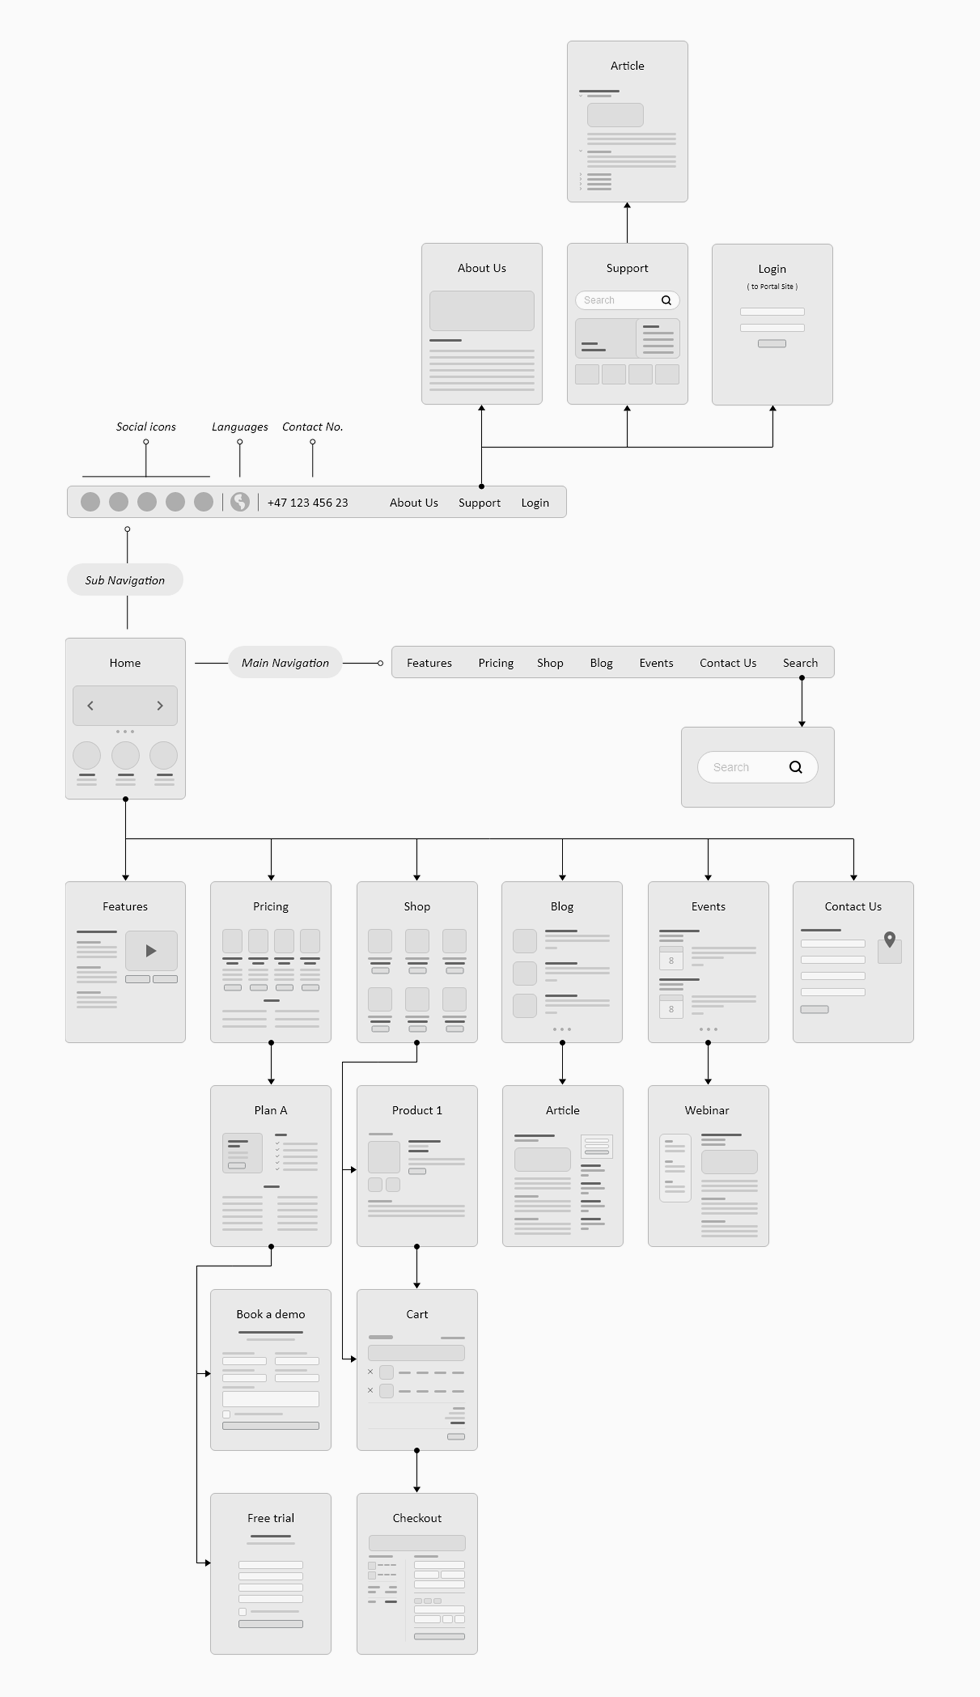 Article
About Us
Support
Login
( to Portal Site )
Search
Social icons
Languages
Contact No.
+47 123 456 23
About Us
Support
Login
Sub Navigation
Home
Main Navigation
Features
Pricing
Shop
Blog
Events
Contact Us
Search
Search
Features
Pricing
Shop
Blog
Events
8
8
Contact Us
Plan A
Product 1
Article
Webinar
Book a demo
Cart
Free trial
Checkout